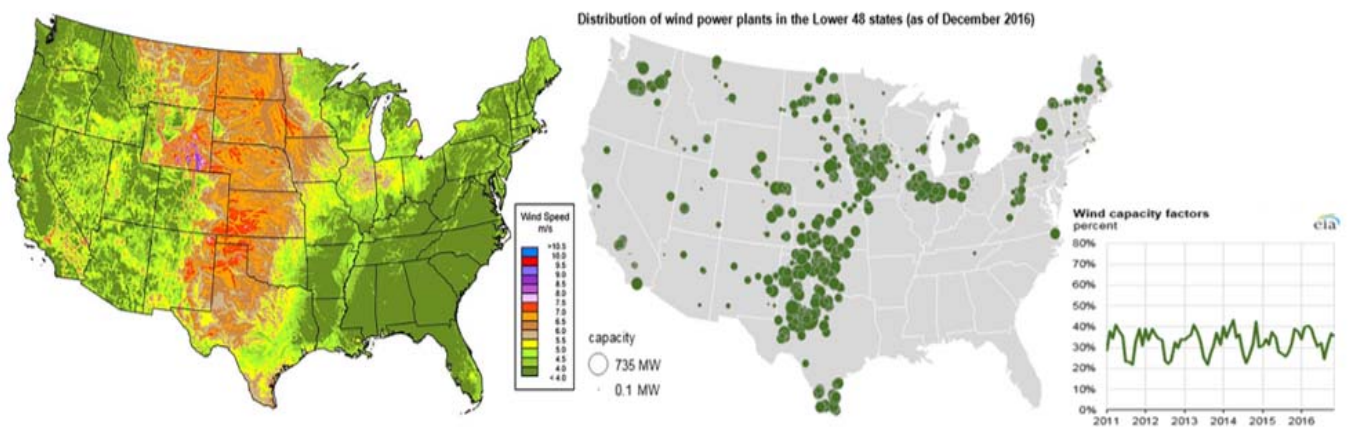 Distribution of wind power plants in the Lower 48 states (as of December 2016)
Wind Speed
m/s
>10.5
10.0
9.5
9.0
8.5
8.0
7.5
7.0
6.5
6.0
5.5
5.0
4.5
4.0
< 4.0
capacity
735 MW
0.1 MW
Wind capacity factors
percent
eia
80%
70%
60%
50%
40%
30%
20%
10%
0%
2011 2012 2013 2014 2015 2016